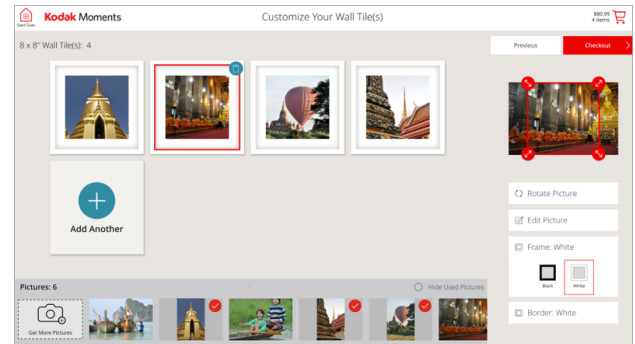 Kodak Moments
Customize Your Wall Tile(s)
$80.99
4 items
Start Over
8 x 8" Wall Tile(s): 4
Previous
Checkout
Add Another
Rotate Picture
Edit Picture
Frame: White
Black
White
Border: White
Pictures: 6
Hide Used Pictures
Get More Pictures